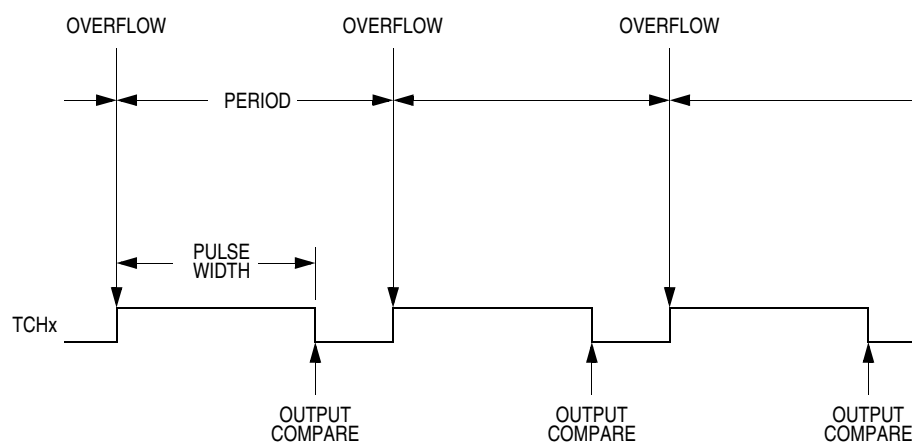 OVERFLOW
OVERFLOW
OVERFLOW
PERIOD
PULSE
WIDTH
TCHx
OUTPUT
COMPARE
OUTPUT
COMPARE
OUTPUT
COMPARE